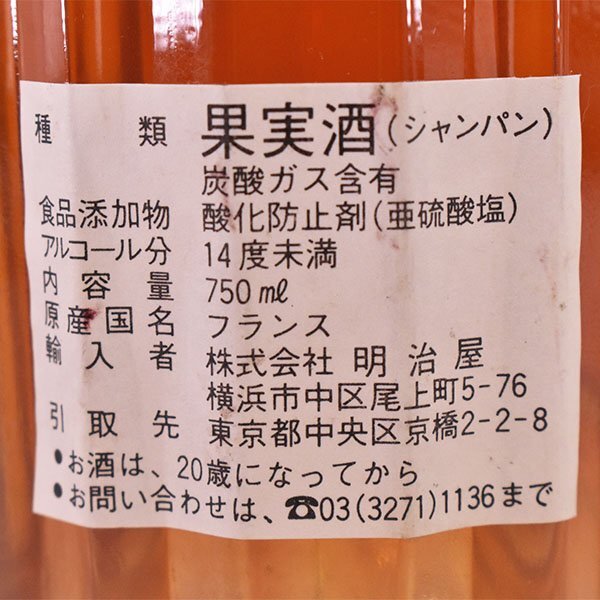 種類 果実酒(シャンパン)
炭酸ガス含有
食品添加物 酸化防止剤(亜硫酸塩)
アルコール分 14度未満
内容量 750㎖
原産国名 フランス
輸入者 株式会社 明治屋
横浜市中区尾上町5-76
引取先 東京都中央区京橋2-2-8
●お酒は、20歳になってから
●お問い合わせは、☎03(3271)1136まで